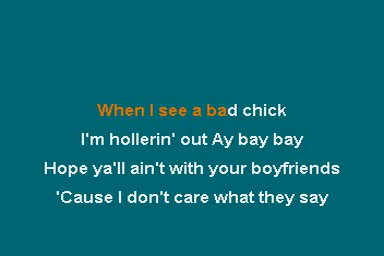 When I see a bad chick
I'm hollerin' out Ay bay bay
Hope ya'll ain't with your boyfriends
'Cause I don't care what they say